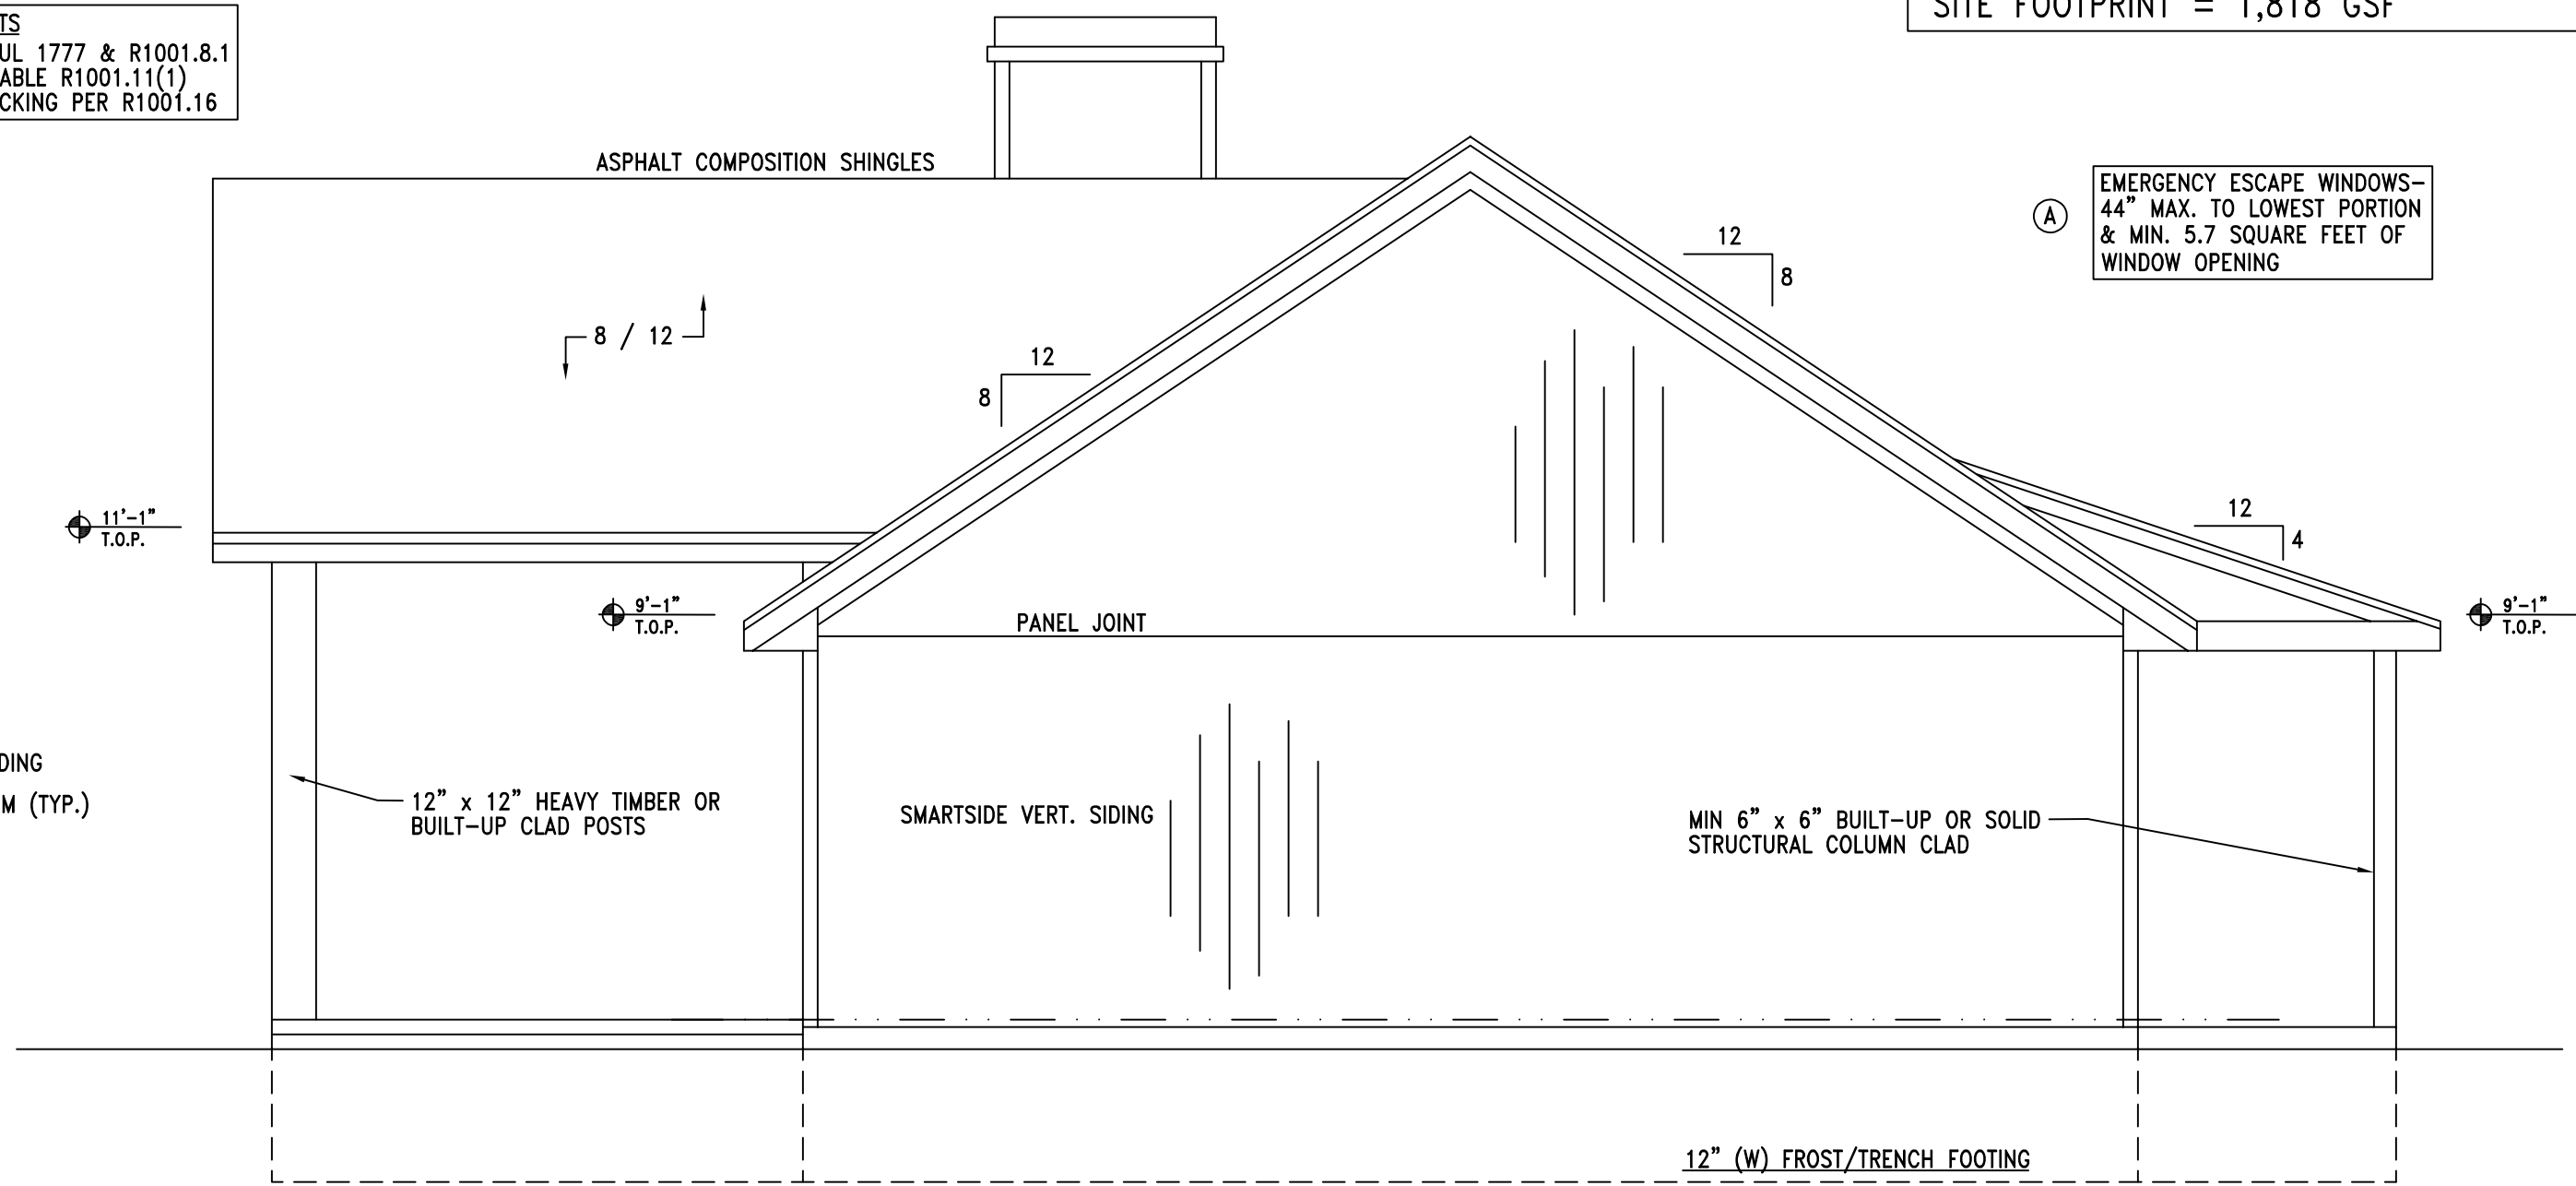 TS
UL 1777 & R1001.8.1
ABLE R1001.11(1)
CKING PER R1001.16
SITE FOOTPRINT = 1,818 GSF
ASPHALT COMPOSITION SHINGLES
A
EMERGENCY ESCAPE WINDOWS-
44" MAX. TO LOWEST PORTION
& MIN. 5.7 SQUARE FEET OF
WINDOW OPENING
12
8
8 / 12
12
8
11'-1"
T.O.P.
12
4
9'-1"
T.O.P.
9'-1"
T.O.P.
PANEL JOINT
DING
M (TYP.)
12" x 12" HEAVY TIMBER OR
BUILT-UP CLAD POSTS
SMARTSIDE VERT. SIDING
MIN 6" x 6" BUILT-UP OR SOLID
STRUCTURAL COLUMN CLAD
12" (W) FROST/TRENCH FOOTING